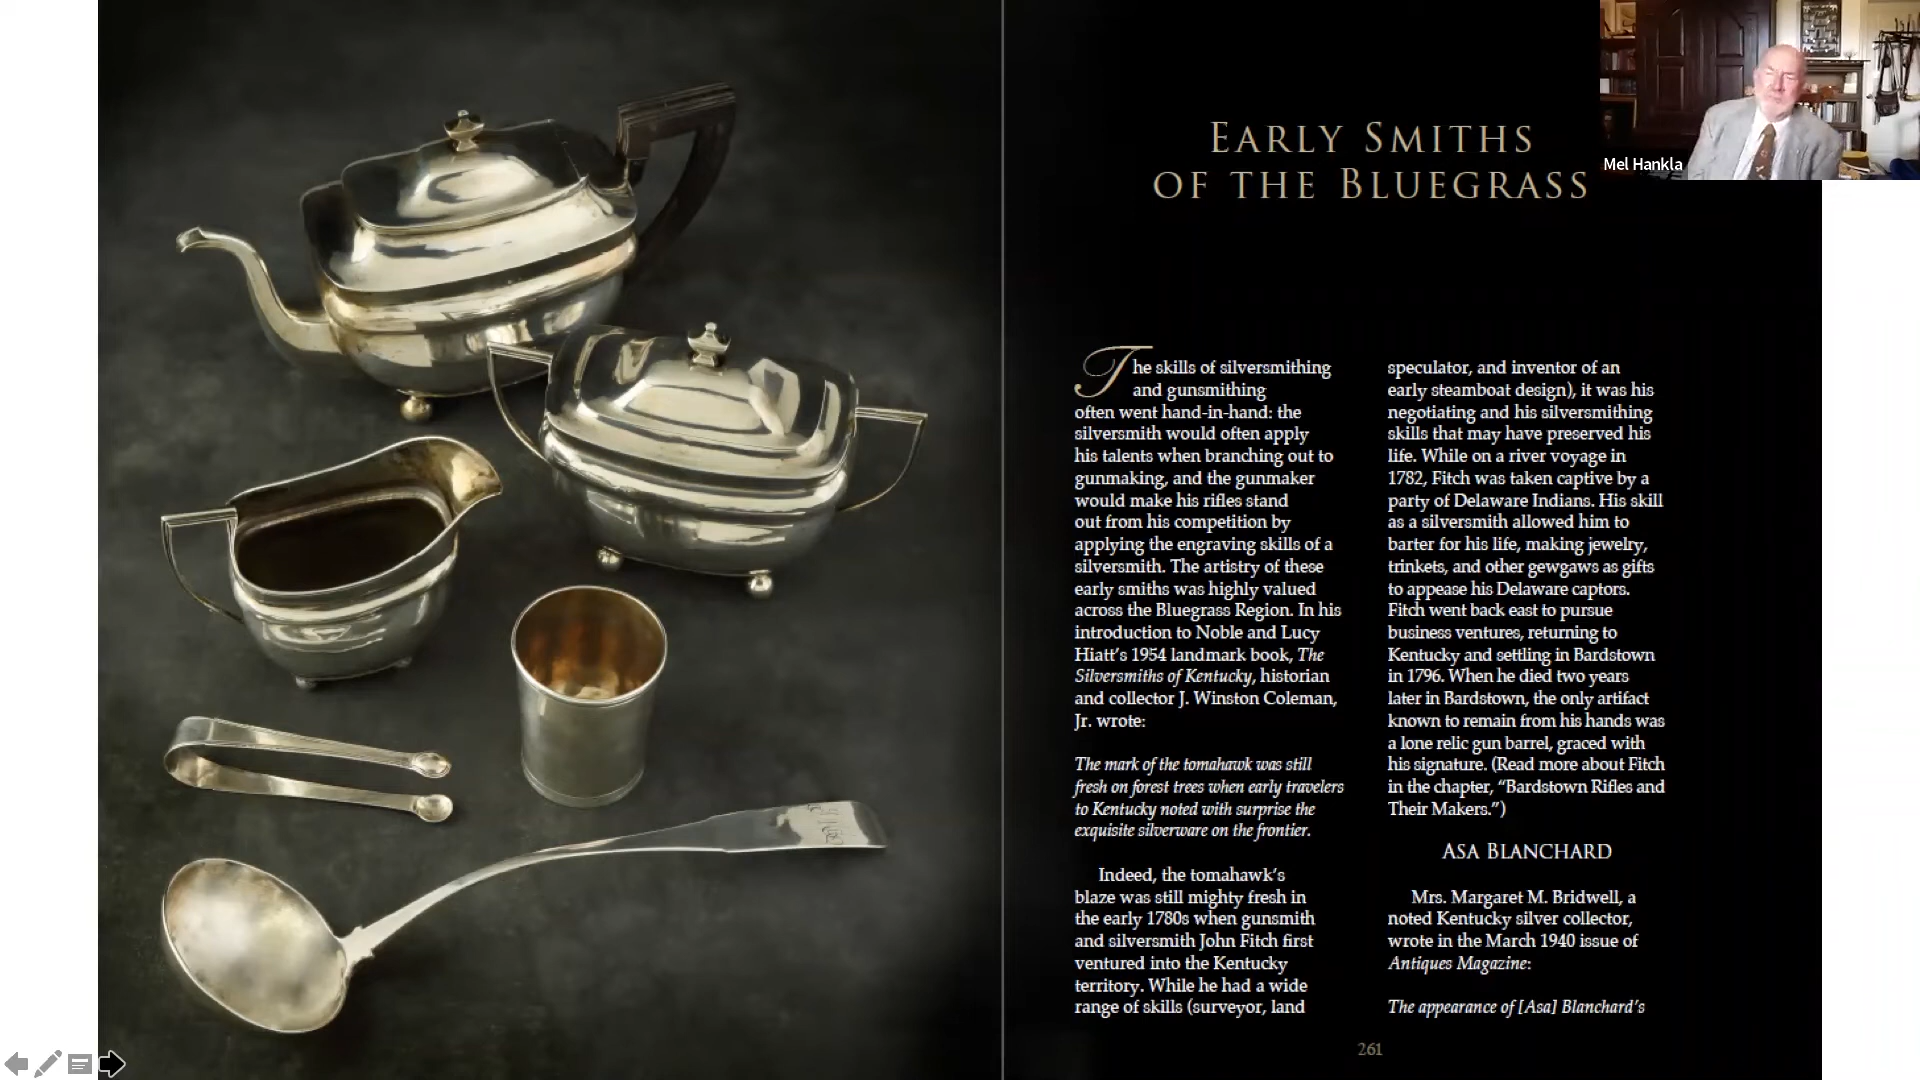 EARLY SMITHS
OF THE BLUEGRASS
Mel Hankla
The skills of silversmithing
and gunsmithing
often went hand-in-hand: the
silversmith would often apply
his talents when branching out to
gunmaking, and the gunmaker
would make his rifles stand
out from his competition by
applying the engraving skills of a
silversmith. The artistry of these
early smiths was highly valued
across the Bluegrass Region. In his
introduction to Noble and Lucy
Hiatt's 1954 landmark book, The
Silversmiths of Kentucky, historian
and collector J. Winston Coleman,
Jr. wrote:
The mark of the tomahawk was still
fresh on forest trees when early travelers
to Kentucky noted with surprise the
exquisite silverware on the frontier.
Indeed, the tomahawk's
blaze was still mighty fresh in
the early 1780s when gunsmith
and silversmith John Fitch first
ventured into the Kentucky
territory. While he had a wide
range of skills (surveyor, land
speculator, and inventor of an
early steamboat design), it was his
negotiating and his silversmithing
skills that may have preserved his
life. While on a river voyage in
1782, Fitch was taken captive by a
party of Delaware Indians. His skill
as a silversmith allowed him to
barter for his life, making jewelry,
trinkets, and other gewgaws as gifts
to appease his Delaware captors.
Fitch went back east to pursue
business ventures, returning to
Kentucky and settling in Bardstown
in 1796. When he died two years
later in Bardstown, the only artifact
known to remain from his hands was
a lone relic gun barrel, graced with
his signature. (Read more about Fitch
in the chapter, "Bardstown Rifles and
Their Makers.")
ASA BLANCHARD
Mrs. Margaret M. Bridwell, a
noted Kentucky silver collector,
wrote in the March 1940 issue of
Antiques Magazine:
The appearance of [Asa] Blanchard's
261